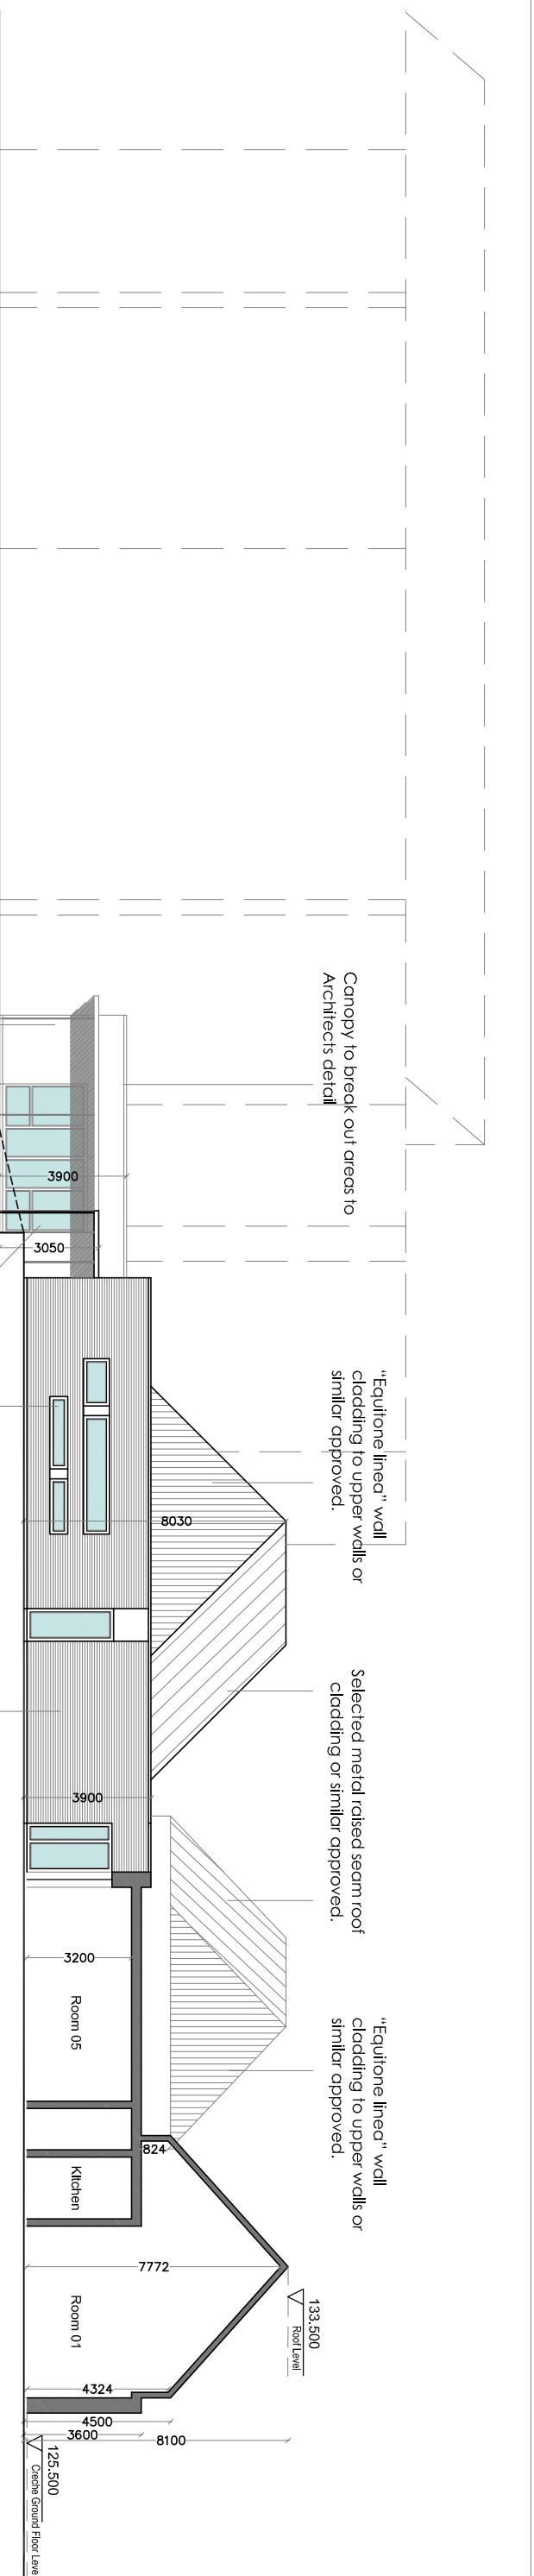 Canopy to break out areas to
Architects detail
3900
3050
"Equitone linea" wall
cladding to upper walls or
similar approved.
8030
Selected metal raised seam roof
cladding or similar approved.
3900
3200
Room 05
"Equitone linea" wall
cladding to upper walls or
similar approved.
824
Kitchen
7772
Room 01
133.500
Roof Level
4324
4500
3600
8100
125.500
Creche Ground Floor Leve